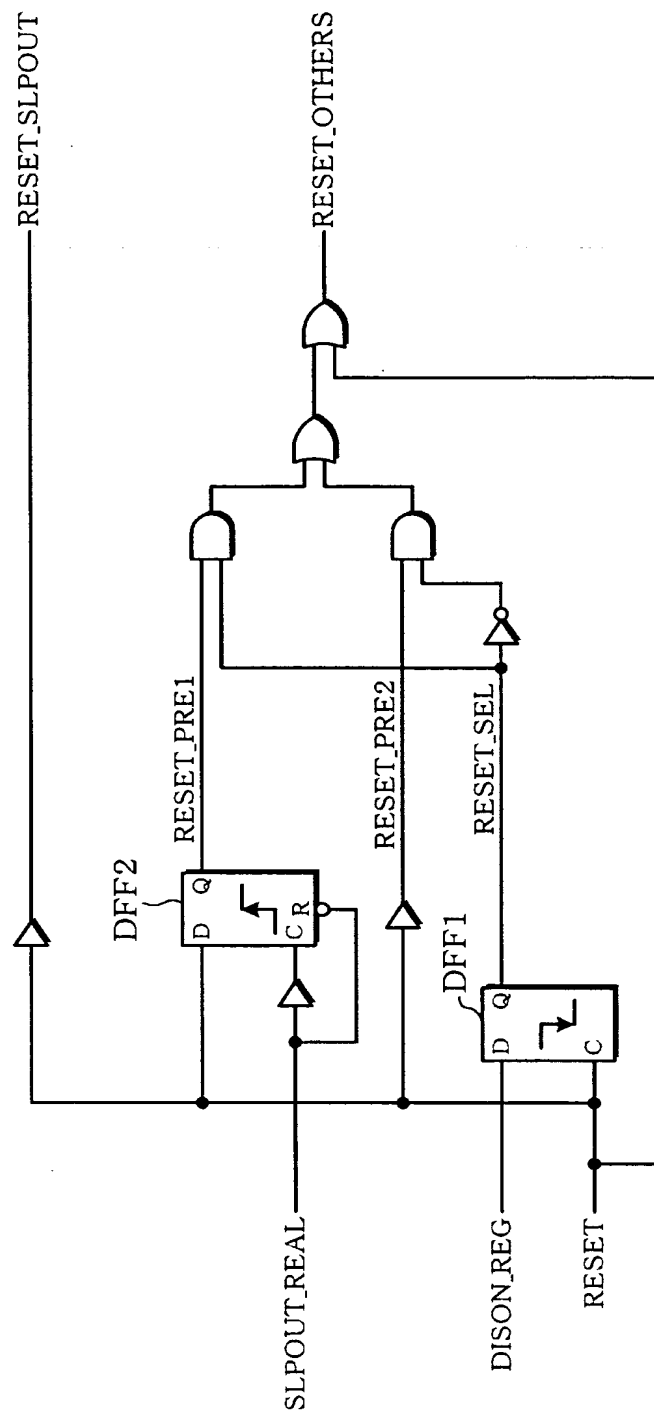 RESET_SLPOUT
RESET_OTHERS
RESET_PRE1
RESET_PRE2
RESET_SEL
DFF2
D Q
C R
DFF1
D Q
C
SLPOUT_REAL
DISON_REG
RESET